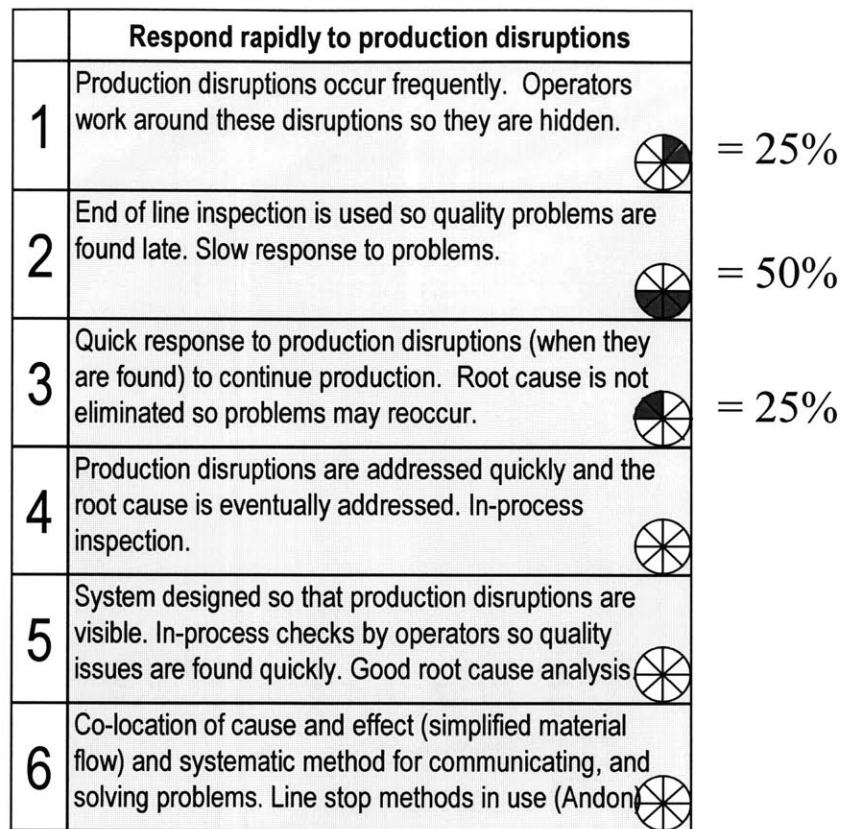 Respond rapidly to production disruptions
1
Production disruptions occur frequently. Operators
work around these disruptions so they are hidden.
= 25%
2
End of line inspection is used so quality problems are
found late. Slow response to problems.
= 50%
3
Quick response to production disruptions (when they
are found) to continue production. Root cause is not
eliminated so problems may reoccur.
= 25%
4
Production disruptions are addressed quickly and the
root cause is eventually addressed. In-process
inspection.
5
System designed so that production disruptions are
visible. In-process checks by operators so quality
issues are found quickly. Good root cause analysis.
6
Co-location of cause and effect (simplified material
flow) and systematic method for communicating, and
solving problems. Line stop methods in use (Andon)